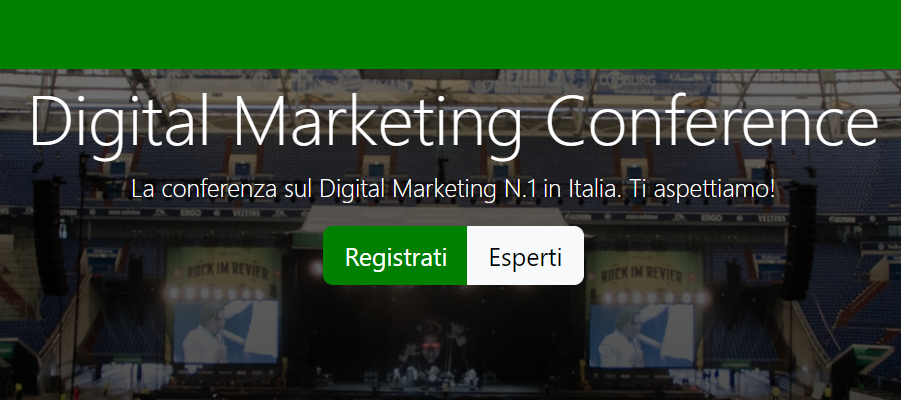 COBURG
Digital Marketing Conference
La conferenza sul Digital Marketing N.1 in Italia. Ti aspettiamo!
ERGO VELTINS ERGO VELTINS
Registrati Esperti
ROCK IM REVIER ROCK IM REVIER